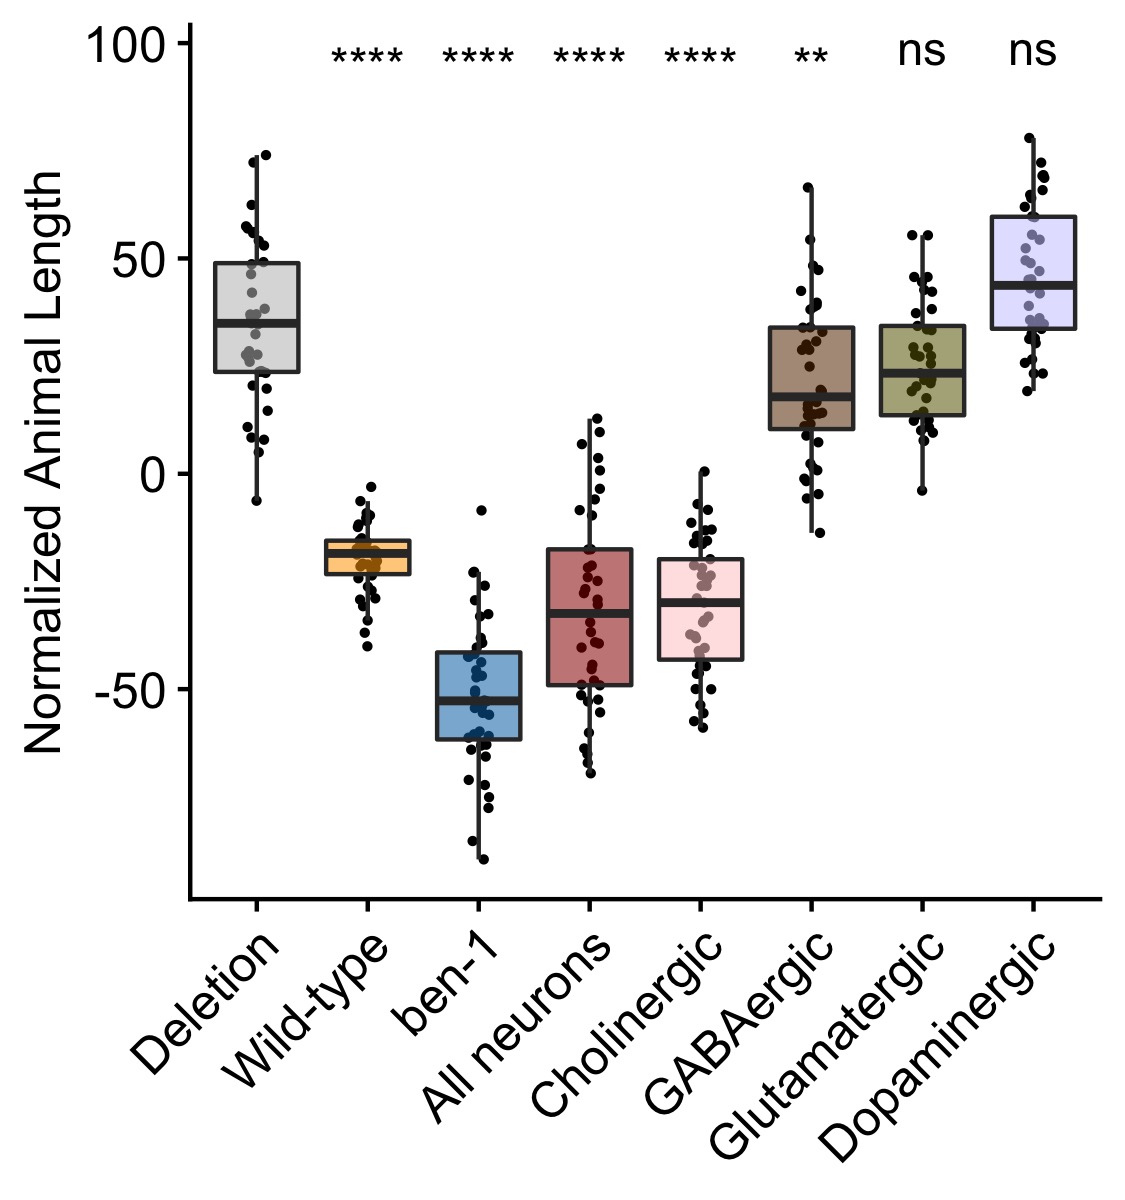 Normalized Animal Length
100
50
0
-50
**** **** **** **** ** ns ns
Deletion
Wild-type
ben-1
All neurons
Cholinergic
GABAergic
Glutamatergic
Dopaminergic